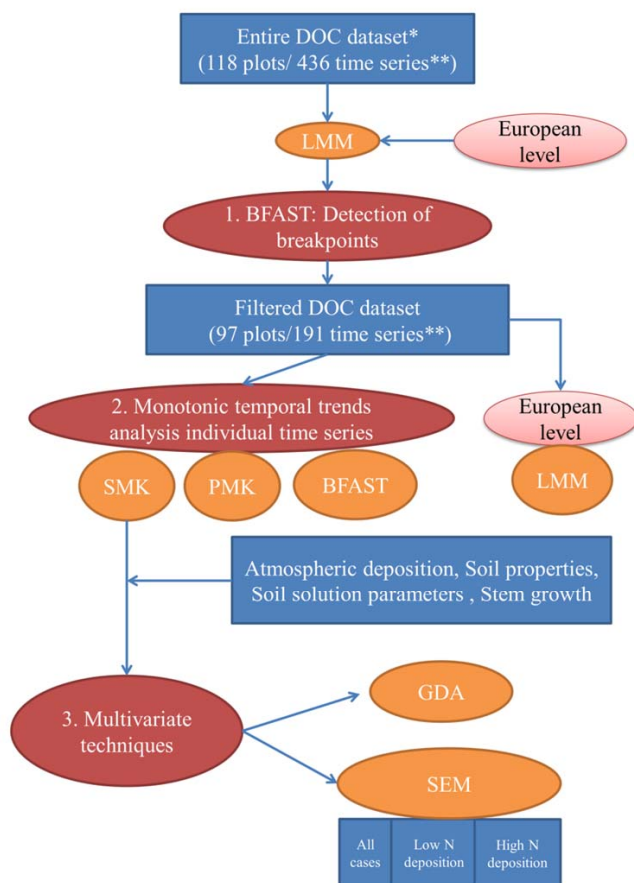 Entire DOC dataset*
(118 plots/ 436 time series**)
LMM
European
level
1. BFAST: Detection of
breakpoints
Filtered DOC dataset
(97 plots/191 time series**)
2. Monotonic temporal trends
analysis individual time series
European
level
SMK
PMK
BFAST
LMM
Atmospheric deposition, Soil properties,
Soil solution parameters , Stem growth
3. Multivariate
techniques
GDA
SEM
All
cases
Low N
deposition
High N
deposition